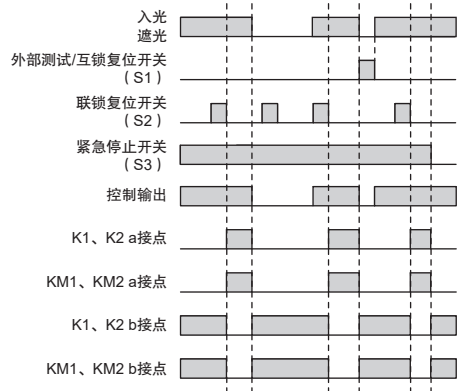 入光
遮光
外部测试/互锁复位开关
（S1）
联锁复位开关
（S2）
紧急停止开关
（S3）
控制输出
K1、K2 a接点
KM1、KM2 a接点
K1、K2 b接点
KM1、KM2 b接点